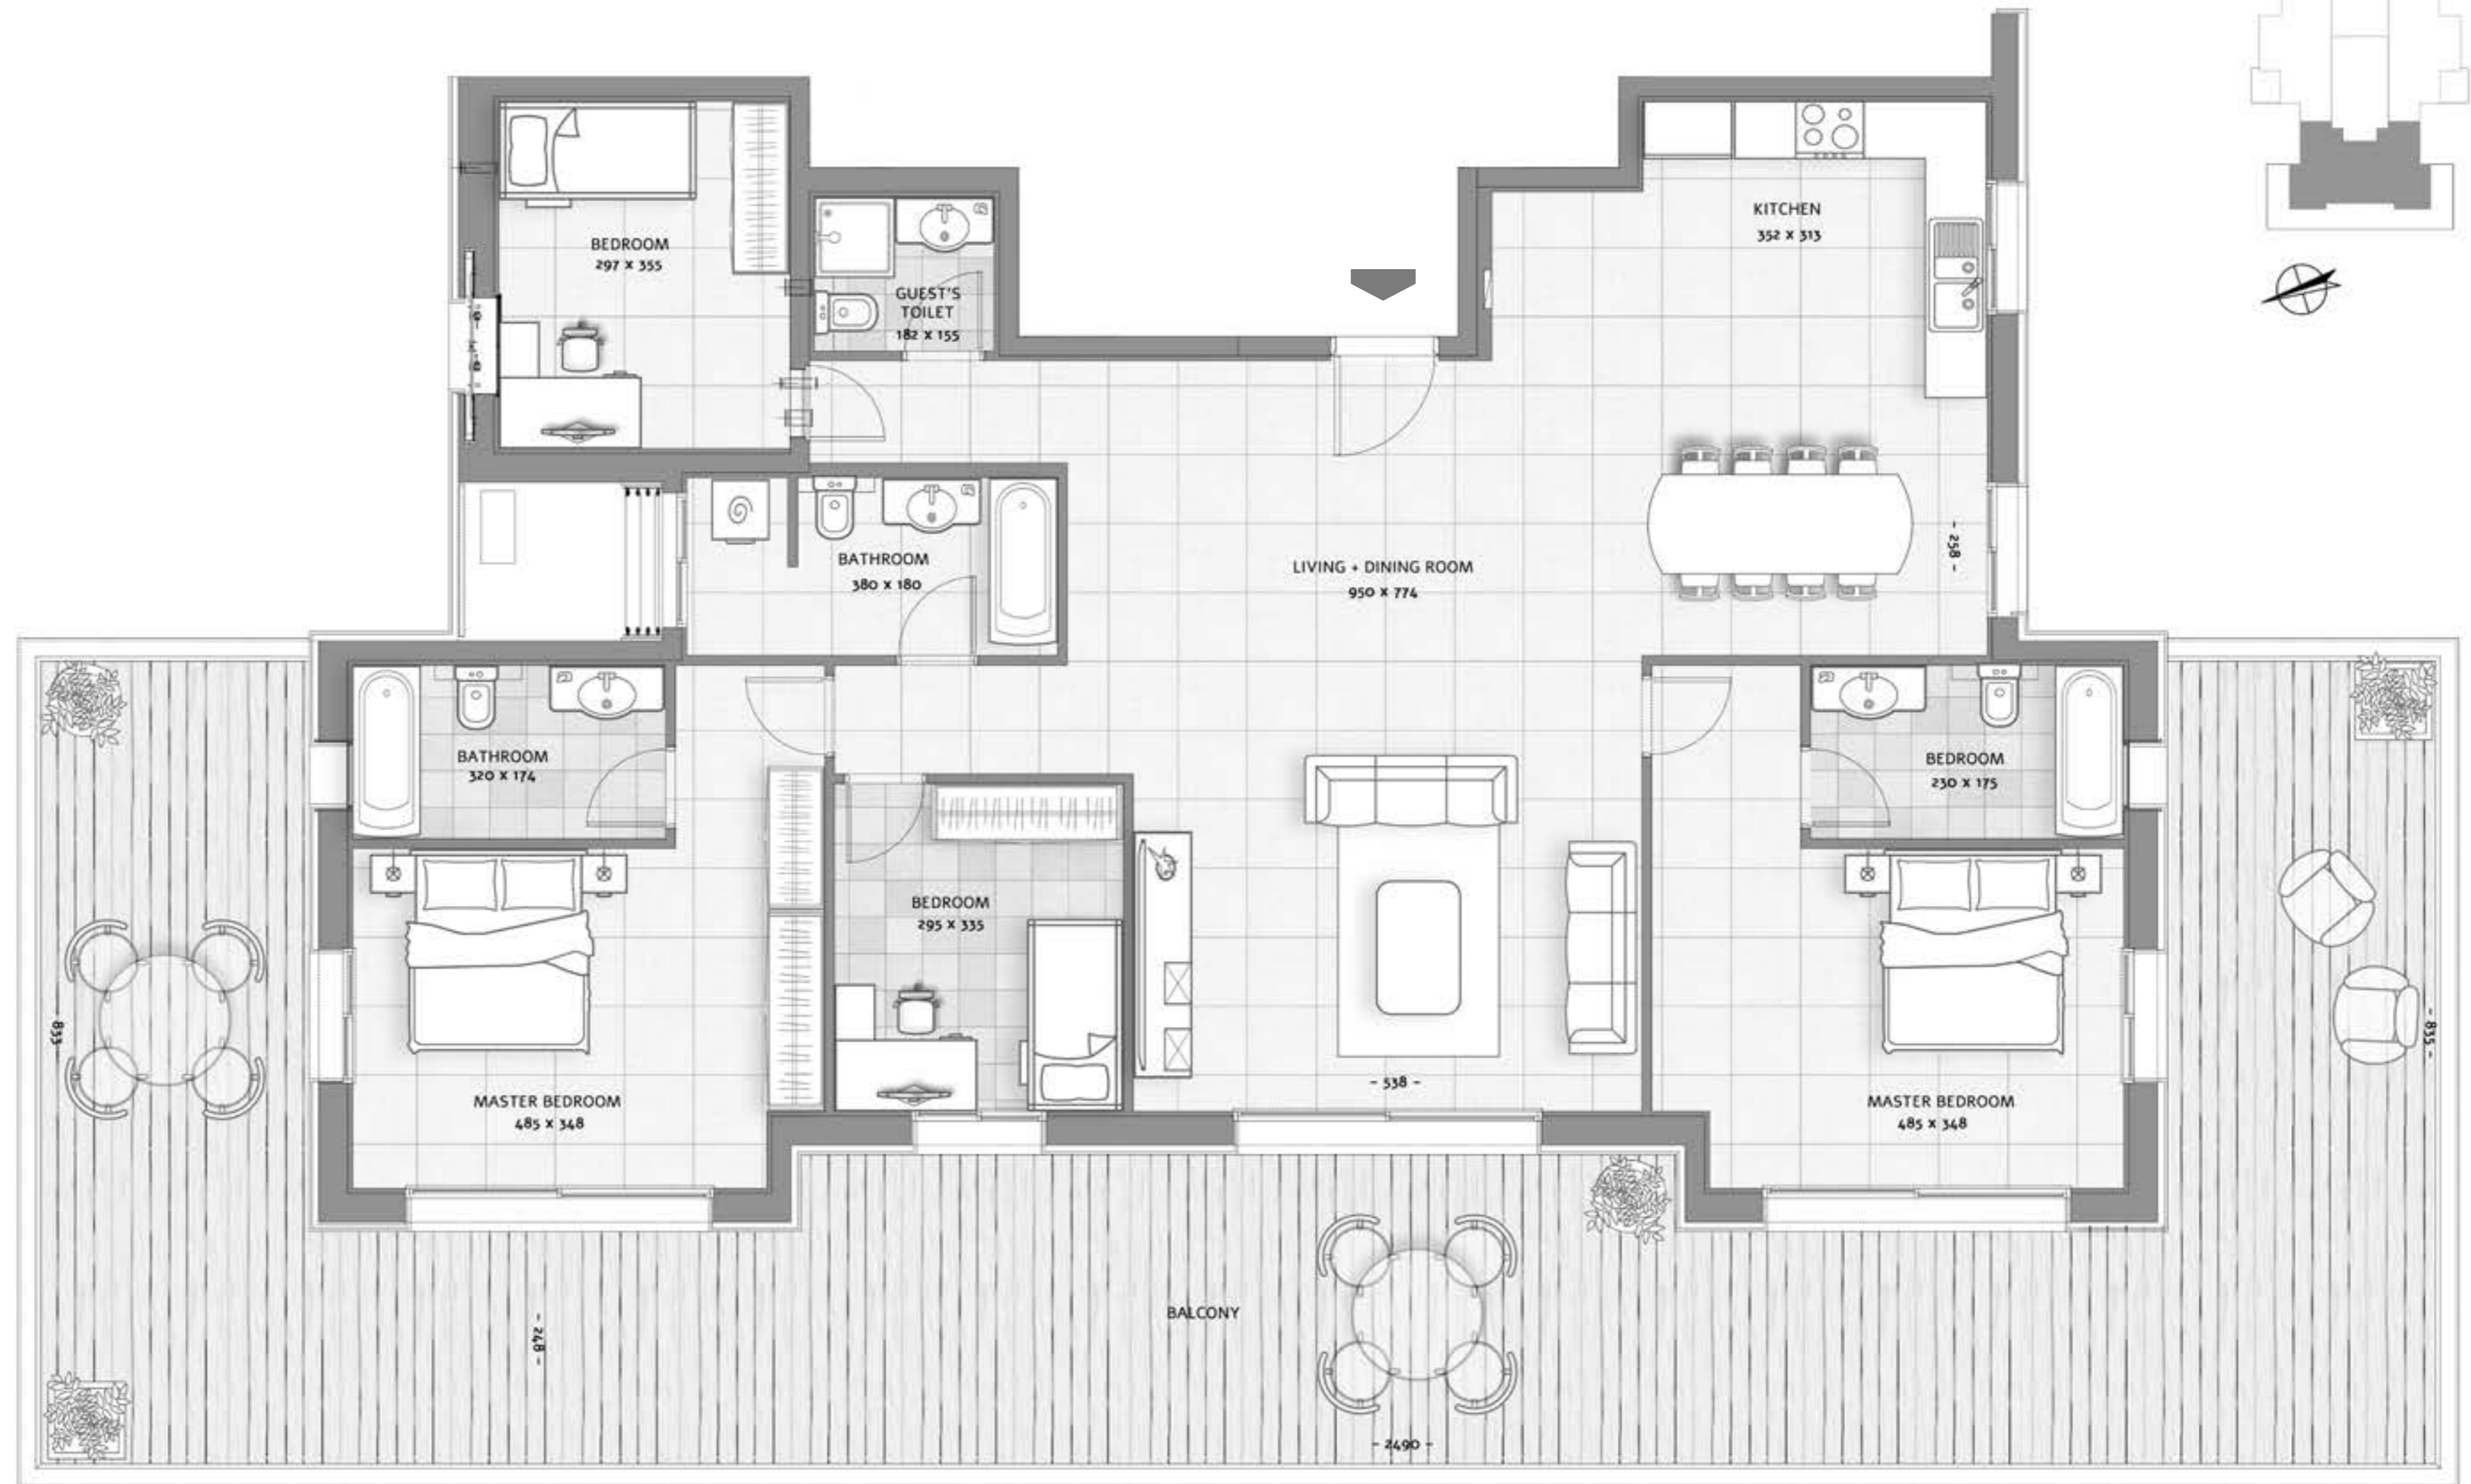 KITCHEN
352 X 313
BEDROOM
297 X 355
GUEST'S
TOILET
182 X 155
BATHROOM
380 X 180
LIVING + DINING ROOM
950 X 774
- 258 -
BATHROOM
320 X 174
BEDROOM
230 X 175
BEDROOM
295 X 335
- 833 -
- 835 -
- 538 -
MASTER BEDROOM
485 X 348
MASTER BEDROOM
485 X 348
BALCONY
- 248 -
- 2490 -